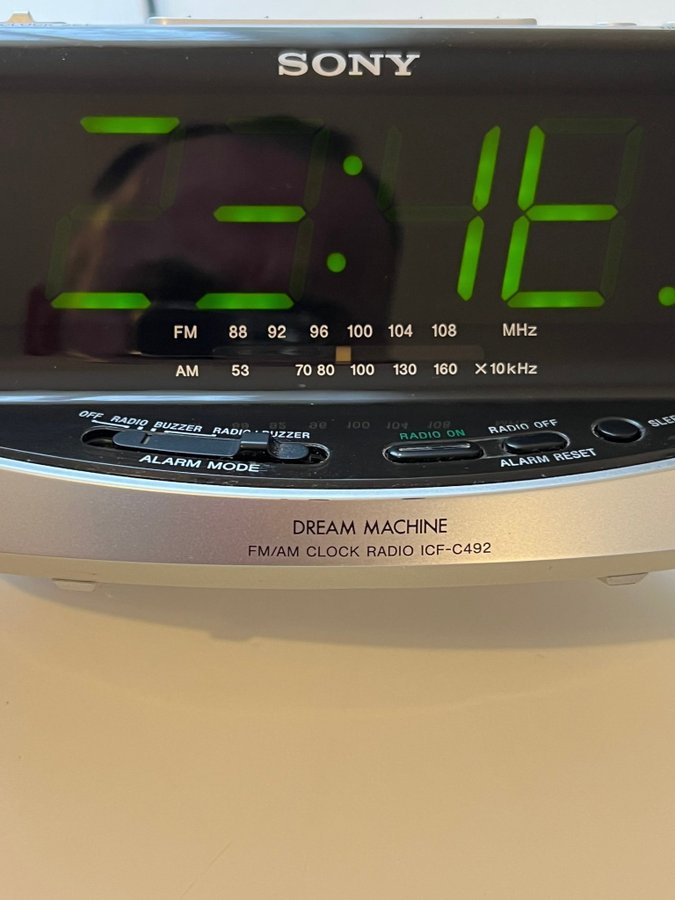 SONY
FM 88 92 96 100 104 108 MHz
AM 53 70 80 100 130 160 ×10kHz
OFF RADIO BUZZER RADIO+BUZZER
ALARM MODE
RADIO ON
RADIO OFF
ALARM RESET
DREAM MACHINE
FM/AM CLOCK RADIO ICF-C492